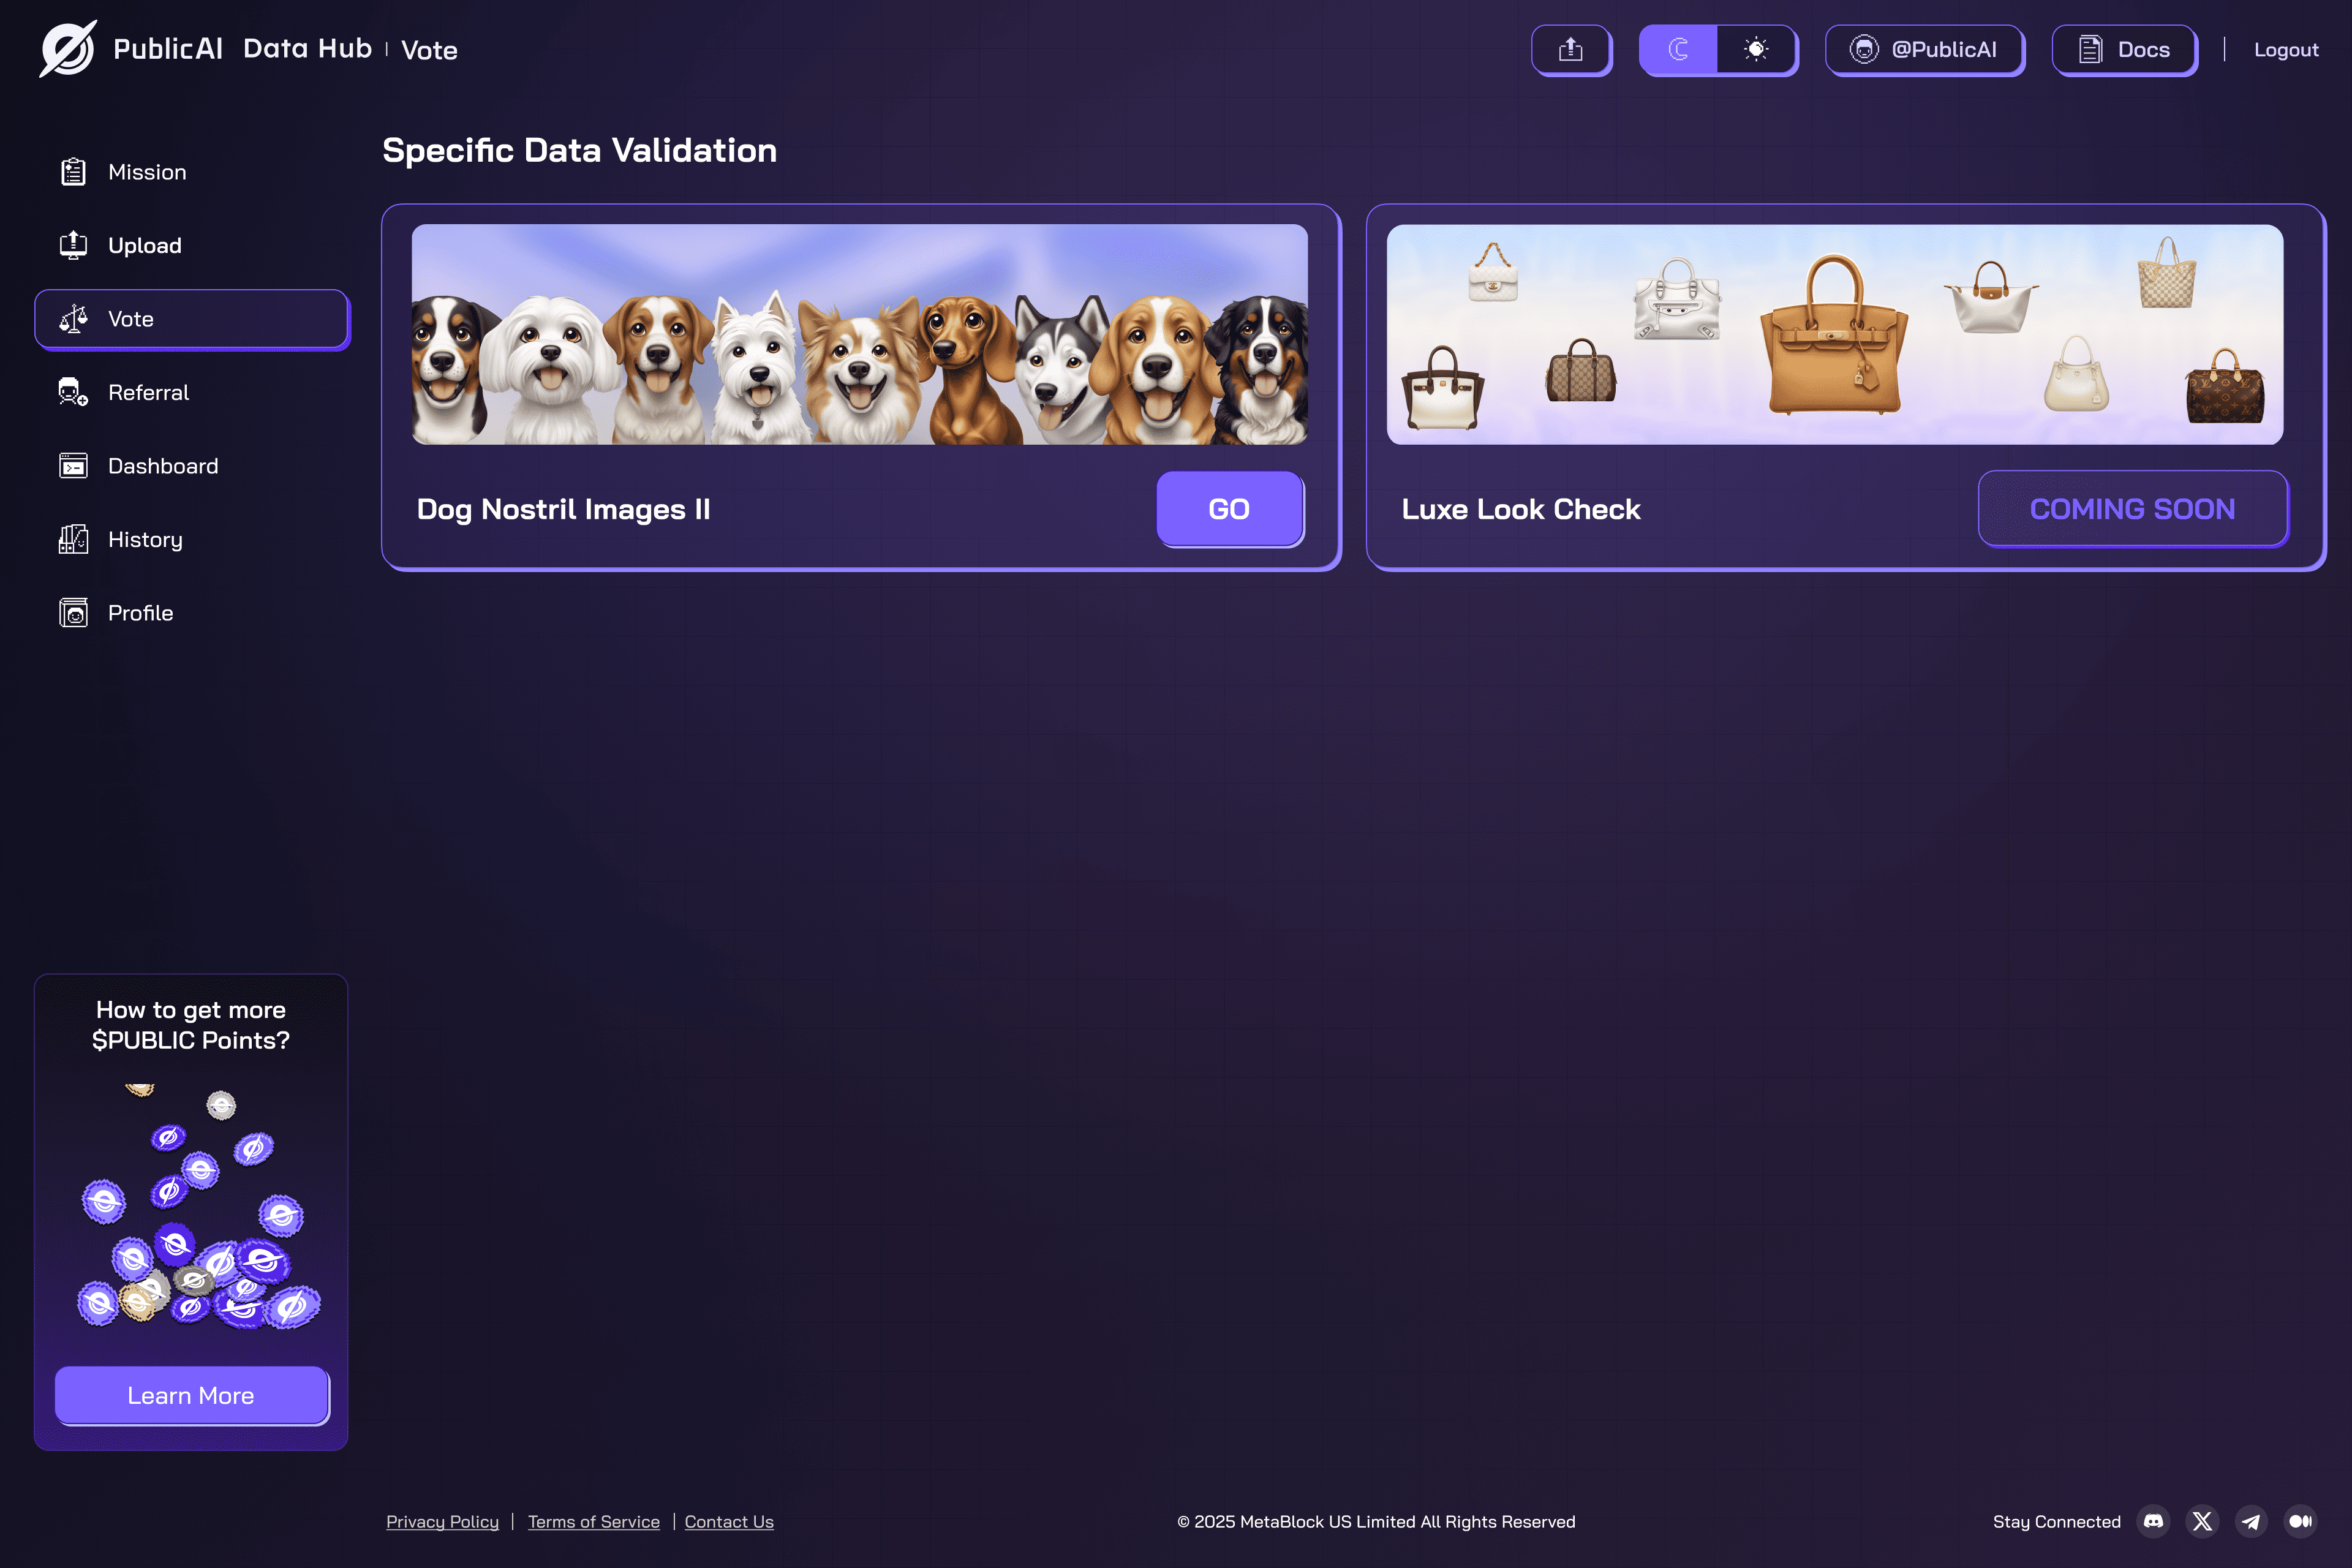 PublicAI Data Hub | Vote
@PublicAI
Docs
Logout
Mission
Upload
Vote
Referral
Dashboard
History
Profile
Specific Data Validation
Dog Nostril Images II
GO
Luxe Look Check
COMING SOON
How to get more
$PUBLIC Points?
Learn More
Privacy Policy | Terms of Service | Contact Us
© 2025 MetaBlock US Limited All Rights Reserved
Stay Connected